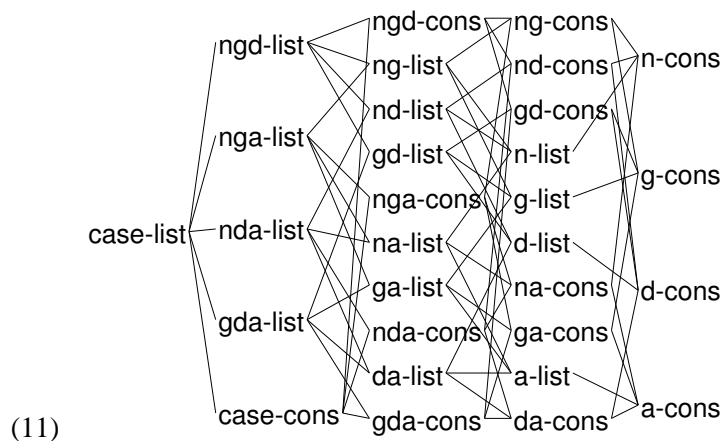 ngd-cons ng-cons
ngd-list n-cons
ng-list nd-cons
nd-list gd-cons
nga-list gd-list n-list
g-cons
nga-cons g-list
case-list nda-list na-list d-list
ga-list na-cons d-cons
gda-list nda-cons ga-cons
da-list a-list
case-cons gda-cons da-cons a-cons
(11)